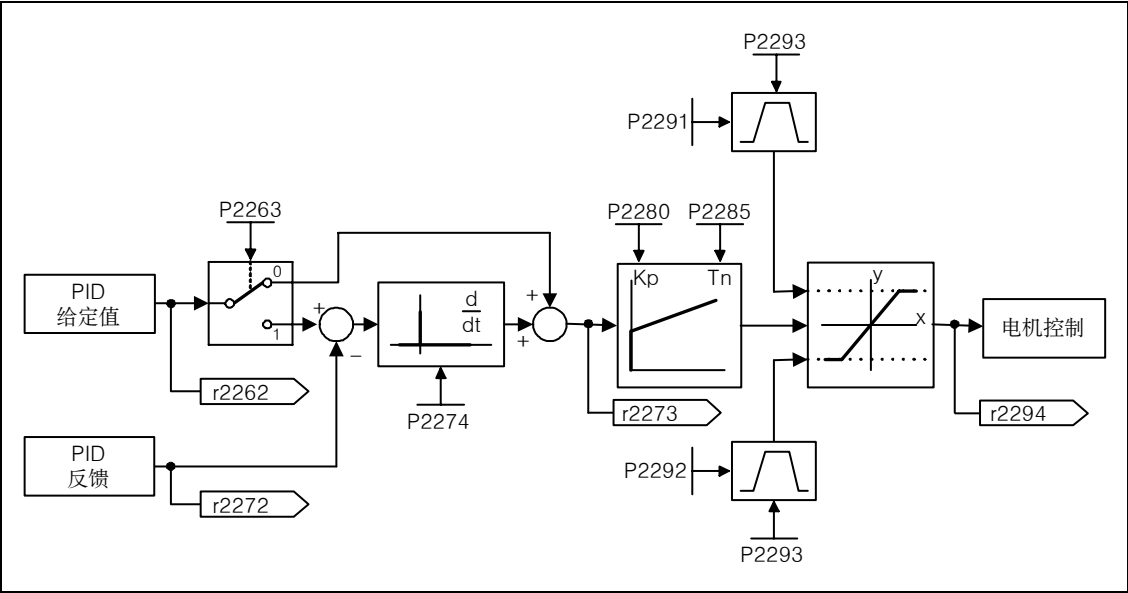 P2293
P2291
P2263
P2280
P2285
PID
给定值
0
1
+
−
d
dt
+
+
Kp
Tn
y
x
电机控制
r2262
P2274
r2273
r2294
PID
反馈
r2272
P2292
P2293